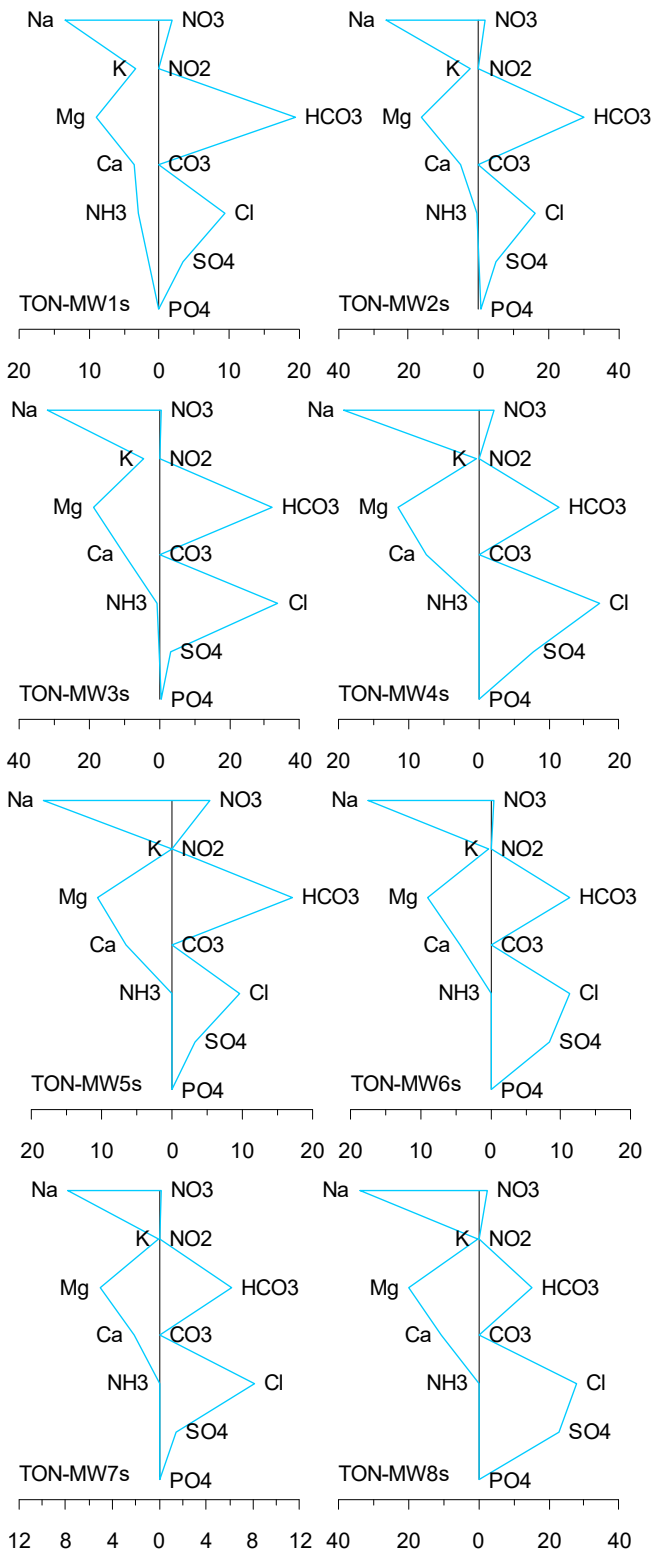 Na NO3
K NO2
Mg HCO3
Ca CO3
NH3 Cl
SO4
TON-MW1s PO4
20 10 0 10 20
Na NO3
K NO2
Mg HCO3
Ca CO3
NH3 Cl
SO4
TON-MW2s PO4
40 20 0 20 40
Na NO3
K NO2
Mg HCO3
Ca CO3
NH3 Cl
SO4
TON-MW3s PO4
40 20 0 20 40
Na NO3
K NO2
Mg HCO3
Ca CO3
NH3 Cl
SO4
TON-MW4s PO4
20 10 0 10 20
Na NO3
K NO2
Mg HCO3
Ca CO3
NH3 Cl
SO4
TON-MW5s PO4
20 10 0 10 20
Na NO3
K NO2
Mg HCO3
Ca CO3
NH3 Cl
SO4
TON-MW6s PO4
20 10 0 10 20
Na NO3
K NO2
Mg HCO3
Ca CO3
NH3 Cl
SO4
TON-MW7s PO4
12 8 4 0 4 8 12
Na NO3
K NO2
Mg HCO3
Ca CO3
NH3 Cl
SO4
TON-MW8s PO4
40 20 0 20 40